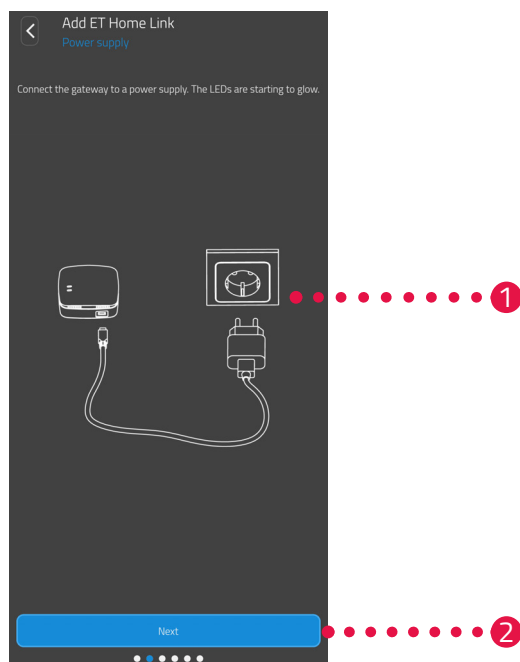 Add ET Home Link
Power supply
Connect the gateway to a power supply. The LEDs are starting to glow.
1
Next
2